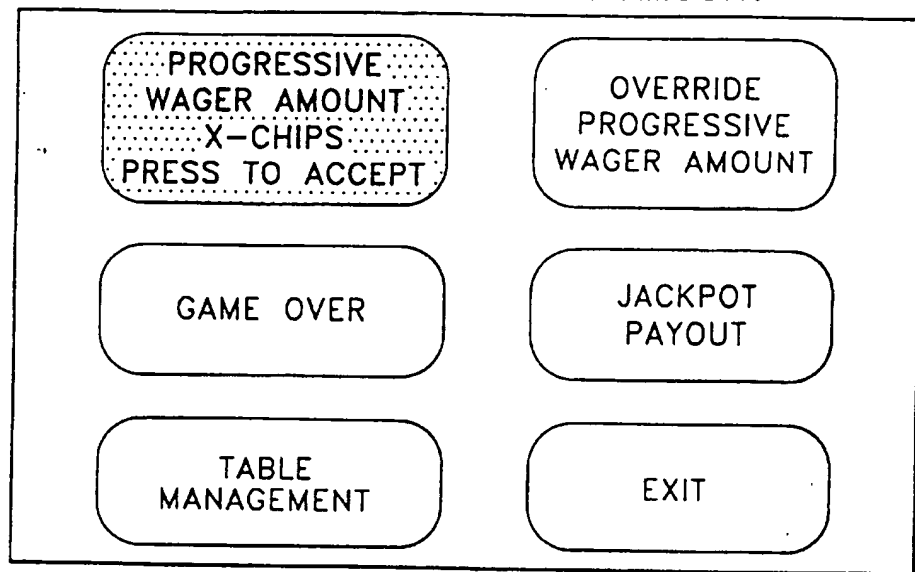 PROGRESSIVE
WAGER AMOUNT
X-CHIPS
PRESS TO ACCEPT
OVERRIDE
PROGRESSIVE
WAGER AMOUNT
GAME OVER
JACKPOT
PAYOUT
TABLE
MANAGEMENT
EXIT